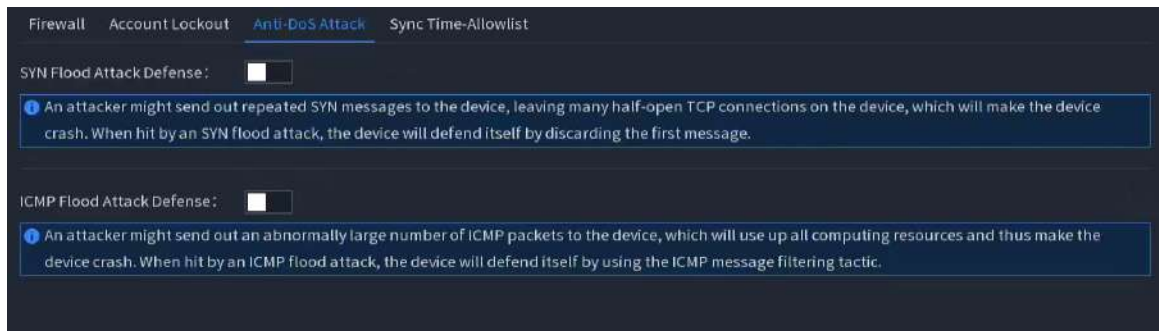 Firewall Account Lockout Anti-DoS Attack Sync Time-Allowlist
SYN Flood Attack Defense:
An attacker might send out repeated SYN messages to the device, leaving many half-open TCP connections on the device, which will make the device
crash. When hit by an SYN flood attack, the device will defend itself by discarding the first message.
ICMP Flood Attack Defense:
An attacker might send out an abnormally large number of ICMP packets to the device, which will use up all computing resources and thus make the
device crash. When hit by an ICMP flood attack, the device will defend itself by using the ICMP message filtering tactic.